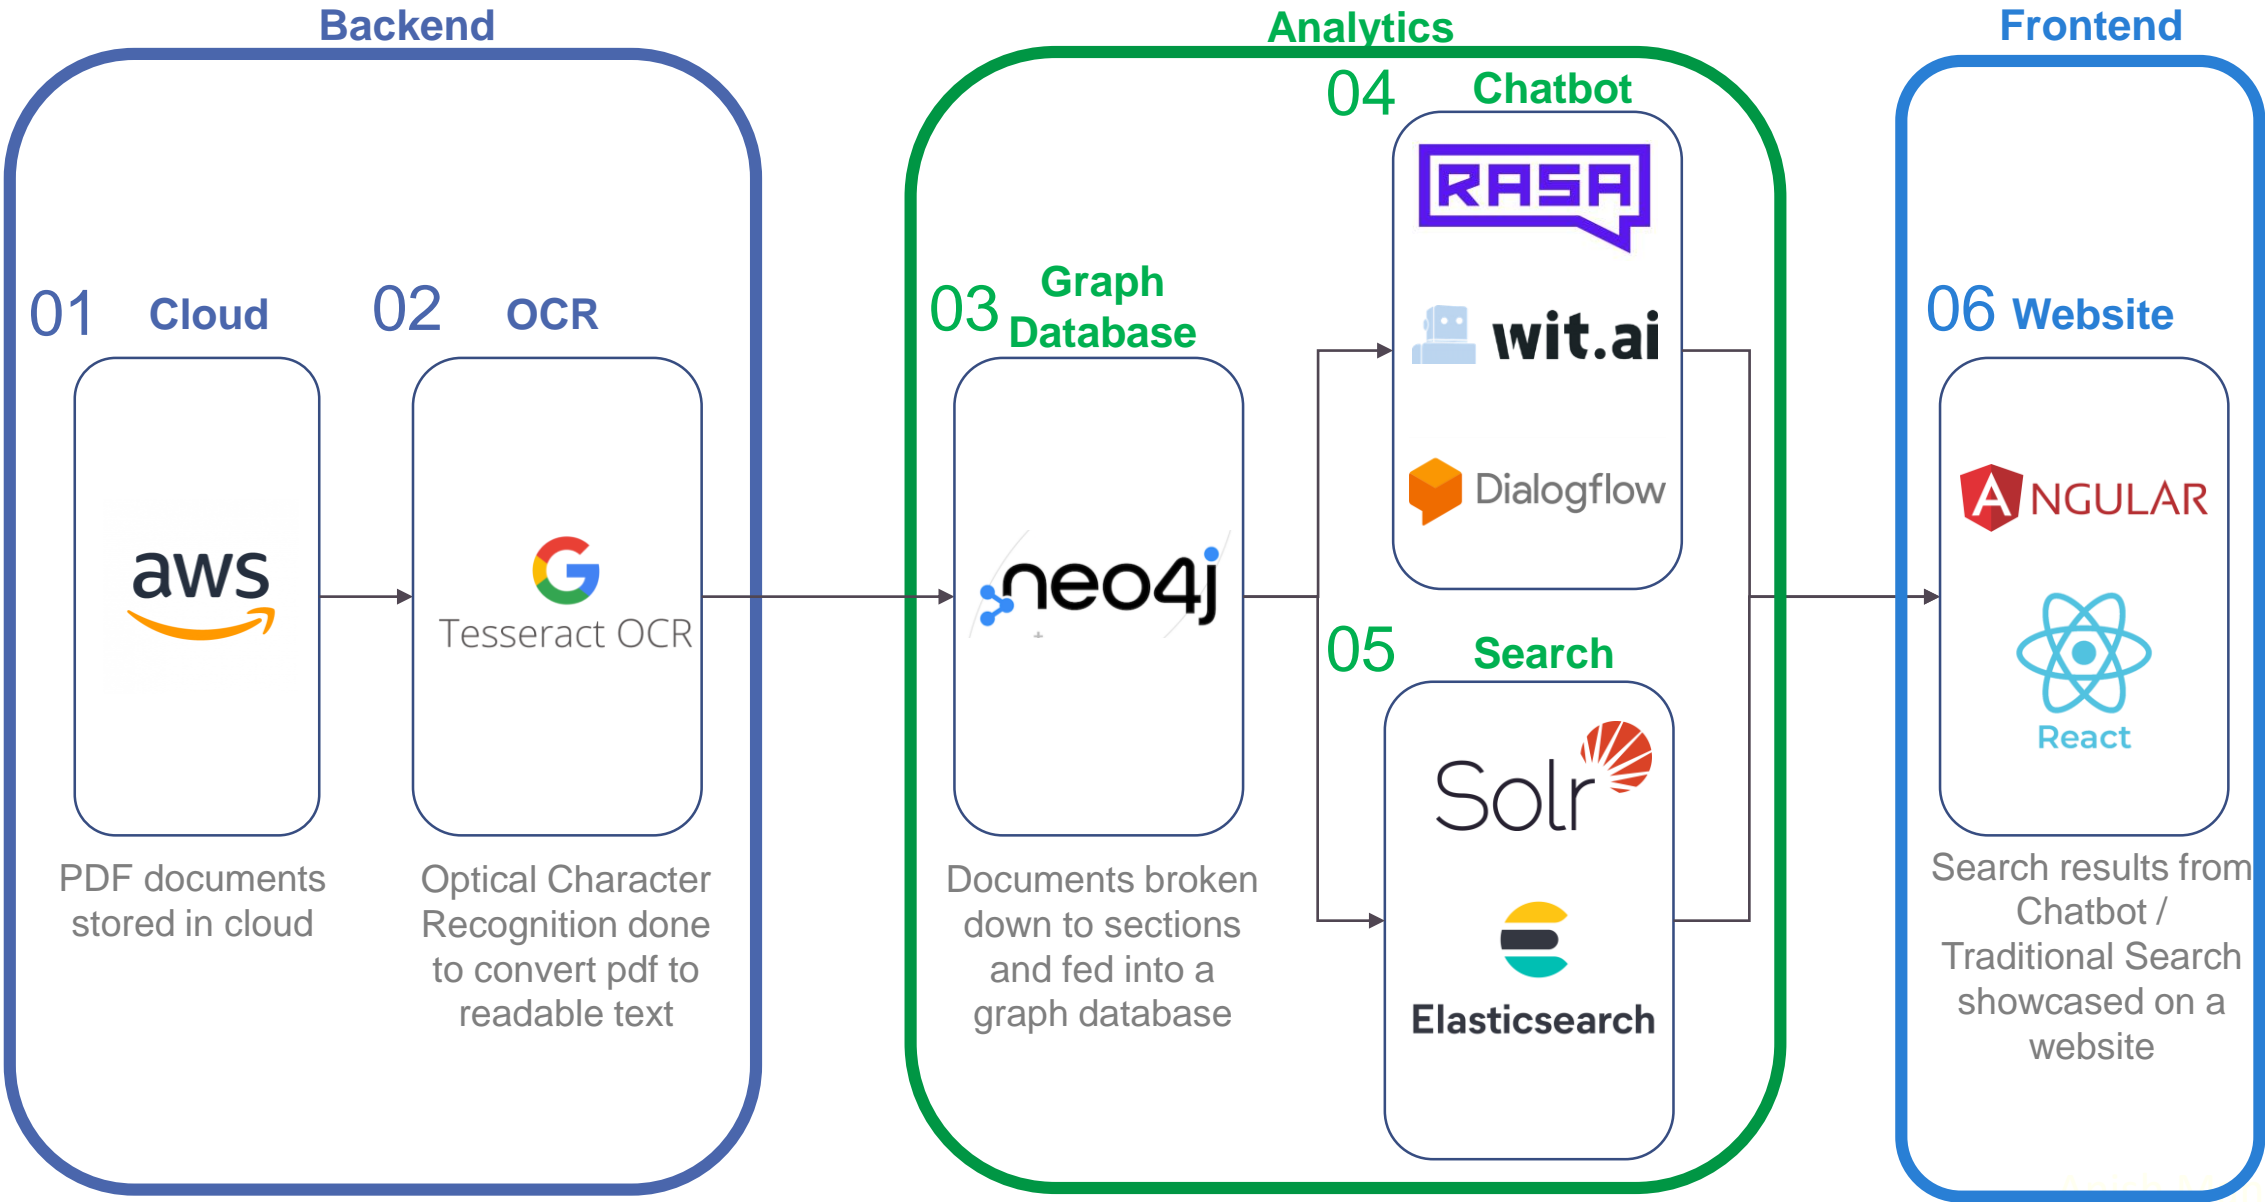 Backend
01
Cloud
aws
PDF documents
stored in cloud
02
OCR
Tesseract OCR
Optical Character
Recognition done
to convert pdf to
readable text
Analytics
03
Graph
Database
neo4j
Documents broken
down to sections
and fed into a
graph database
04
Chatbot
RASA
wit.ai
Dialogflow
05
Search
Solr
Elasticsearch
Frontend
06
Website
ANGULAR
React
Search results from
Chatbot /
Traditional Search
showcased on a
website